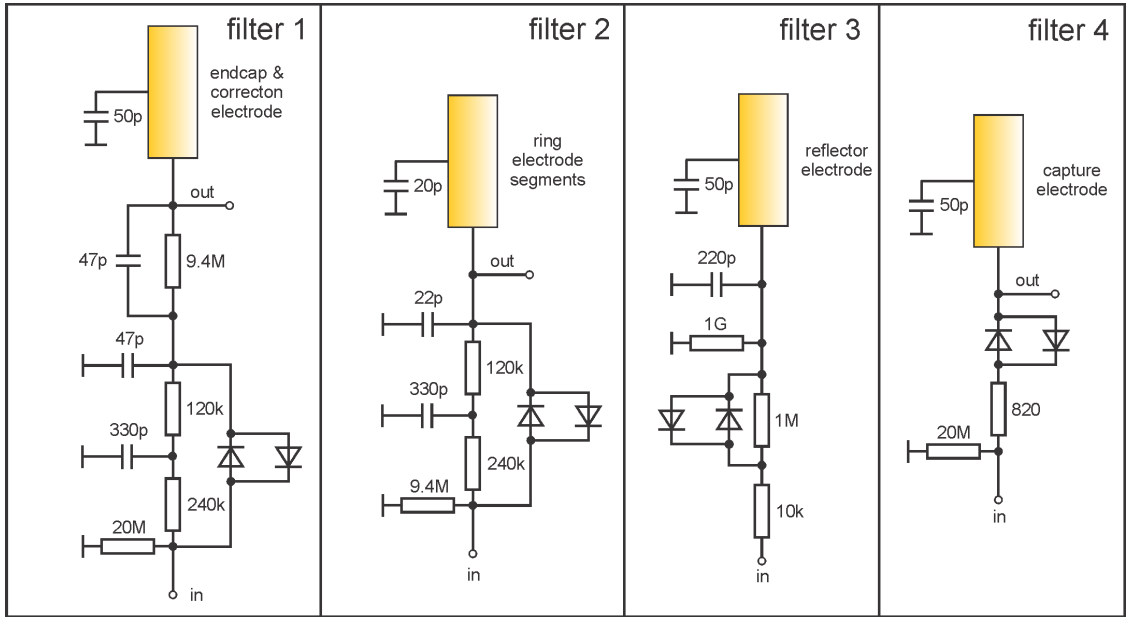 filter 1
endcap &
correcton
electrode
50p
out
47p
9.4M
47p
120k
330p
240k
20M
in
filter 2
ring
electrode
segments
20p
out
22p
120k
330p
240k
9.4M
in
filter 3
reflector
electrode
50p
220p
1G
1M
10k
in
filter 4
capture
electrode
50p
out
820
20M
in